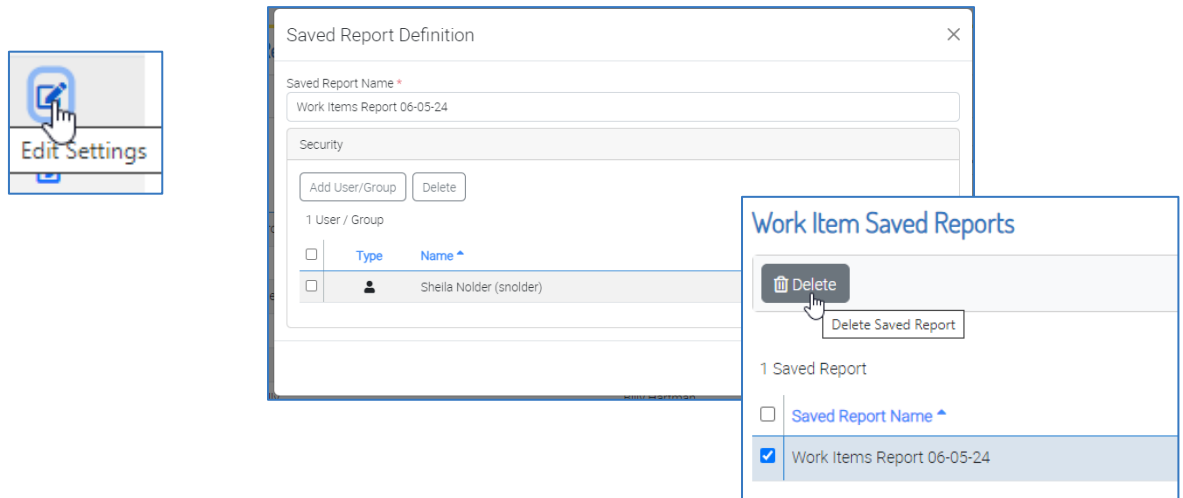 Edit Settings
Saved Report Definition
Saved Report Name *
Work Items Report 06-05-24
Security
Add User/Group Delete
1 User / Group
Type Name
Sheila Nolder (snolder)
Work Item Saved Reports
Delete
Delete Saved Report
1 Saved Report
Saved Report Name
Work Items Report 06-05-24